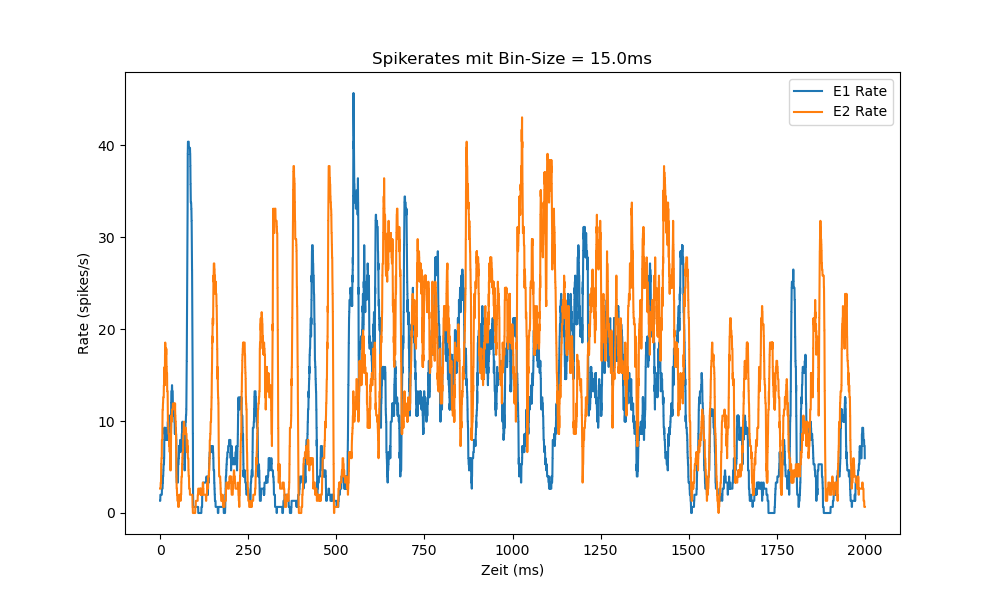 Spikerates mit Bin-Size = 15.0ms
E1 Rate
E2 Rate
Rate (spikes/s)
40
30
20
10
0
0 250 500 750 1000 1250 1500 1750 2000
Zeit (ms)